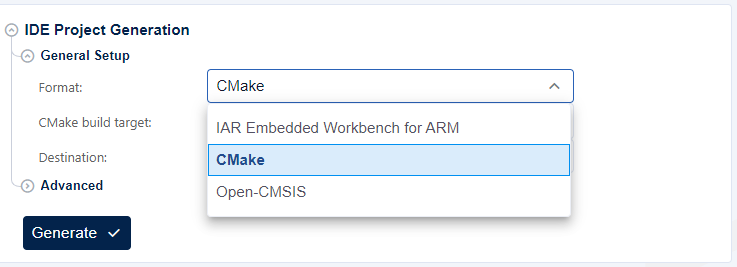 IDE Project Generation
General Setup
Format:
CMake
CMake build target:
IAR Embedded Workbench for ARM
CMake
Destination:
Open-CMSIS
Advanced
Generate